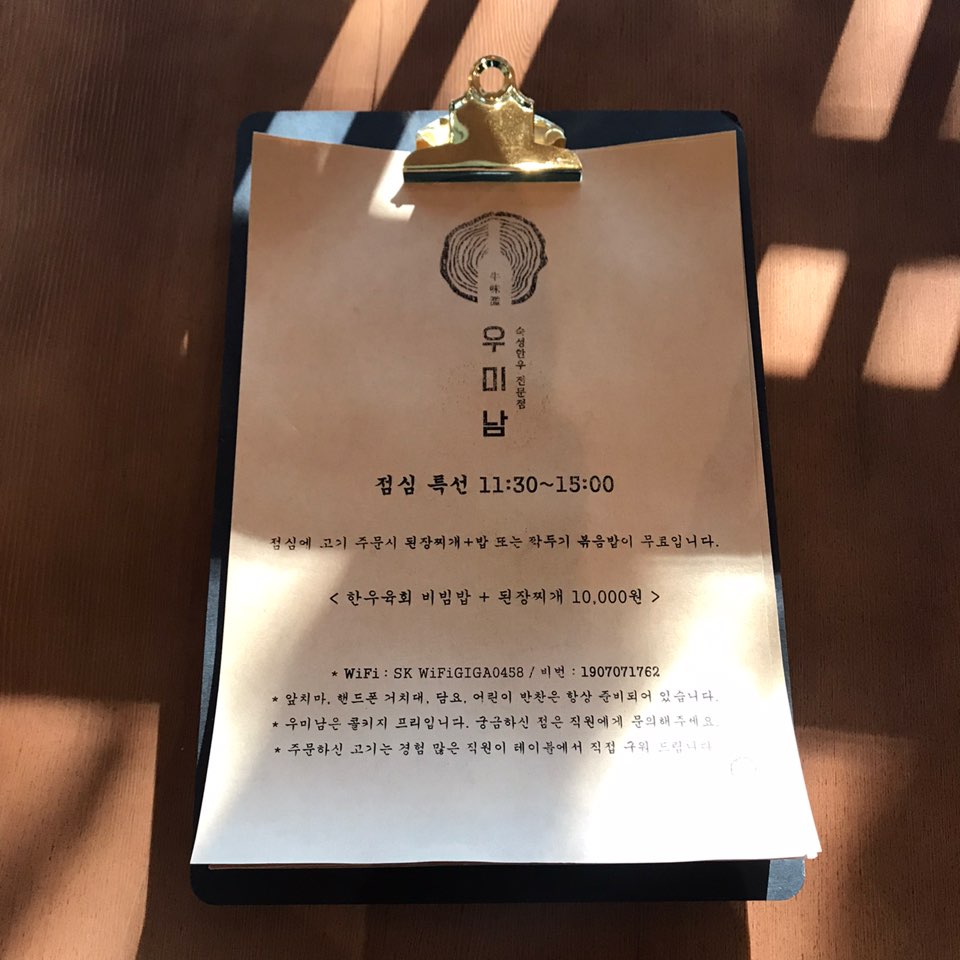 牛味
우미남
숙성한우 전문점
점심 특선 11:30~15:00
점심에 고기 주문시 된장찌개+밥 또는 깍두기 볶음밥이 무료입니다.
< 한우육회 비빔밥 + 된장찌개 10,000원 >
* WiFi : SK WiFiGIGA0458 / 비번 : 1907071762
* 앞치마, 핸드폰 거치대, 담요, 어린이 반찬은 항상 준비되어 있습니다.
* 우미남은 콜키지 프리입니다. 궁금하신 점은 직원에게 문의해주세요.
* 주문하신 고기는 경험 많은 직원이 테이블에서 직접 구워 드립니다.